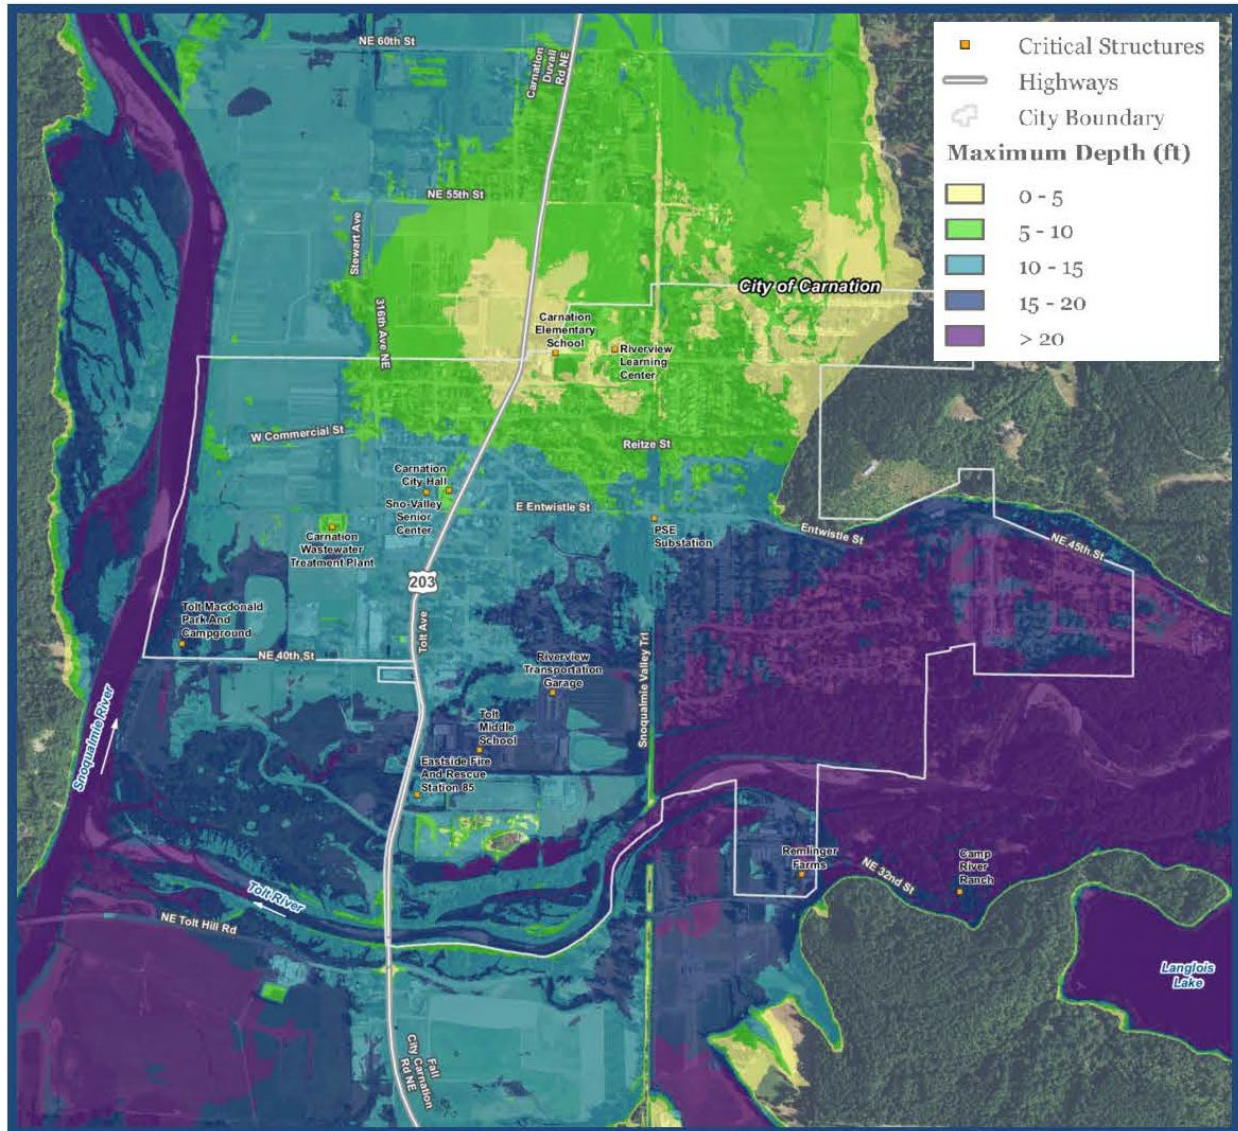 NE 60th St
Carnation
Duvall
Rd NE
Critical Structures
Highways
City Boundary
Maximum Depth (ft)
0 - 5
5 - 10
10 - 15
15 - 20
> 20
NE 55th St
Stewart Ave
316th Ave NE
City of Carnation
Carnation
Elementary
School
Riverview
Learning
Center
W Commercial St
Reitze St
Carnation
City Hall
Sno-Valley
Senior
Center
E Entwistle St
PSE
Substation
Entwistle St
NE 45th St
Carnation
Wastewater
Treatment Plant
203
Tolt Macdonald
Park And
Campground
NE 40th St
Tolt Ave
Riverview
Transportation
Garage
Snoqualmie Valley Trl
Snoqualmie River
Tolt
Middle
School
Eastside Fire
And Rescue
Station 85
Remlinger
Farms
NE 32nd St
Camp
River
Ranch
Tolt River
NE Tolt Hill Rd
Langlois
Lake
Fall
City Carnation
Rd NE